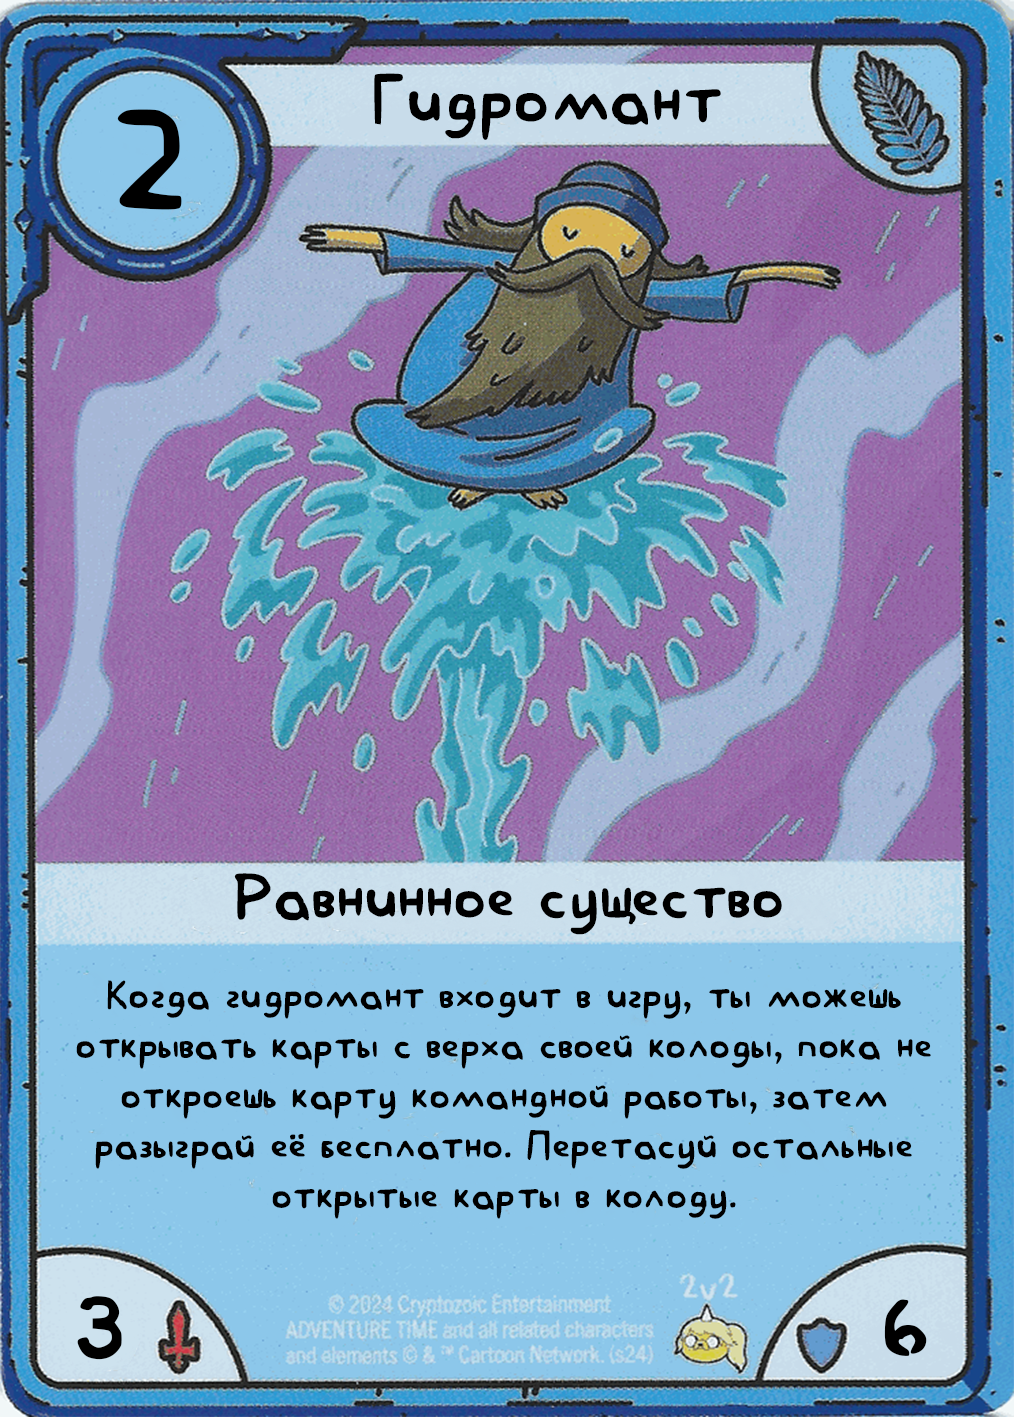 2
Гидромант
Равнинное существо
Когда гидромант входит в игру, ты можешь
открывать карты с верха своей колоды, пока не
откроешь карту командной работы, затем
разыграй её бесплатно. Перетасуй остальные
открытые карты в колоду.
3
© 2024 Cryptozoic Entertainment
ADVENTURE TIME and all related characters
and elements © & ™ Cartoon Network. (s24)
2v2
6